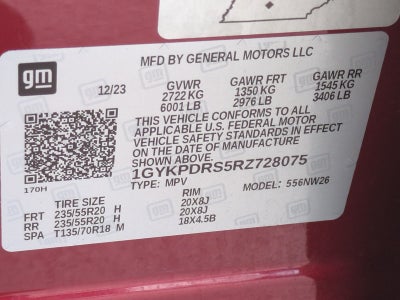 gm
MFD BY GENERAL MOTORS LLC
12/23 GVWR GAWR FRT GAWR RR
2722 KG 1350 KG 1545 KG
6001 LB 2976 LB 3406 LB
THIS VEHICLE CONFORMS TO ALL
APPLICABLE U.S. FEDERAL MOTOR
VEHICLE SAFETY STANDARDS IN EFFECT
ON THE DATE OF MANUFACTURE
SHOWN ABOVE.
1GYKPDRS5RZ728075
170H TYPE: MPV MODEL: 556NW26
TIRE SIZE RIM
FRT 235/55R20 H 20X8J
RR 235/55R20 H 20X8J
SPA T135/70R18 M 18X4.5B